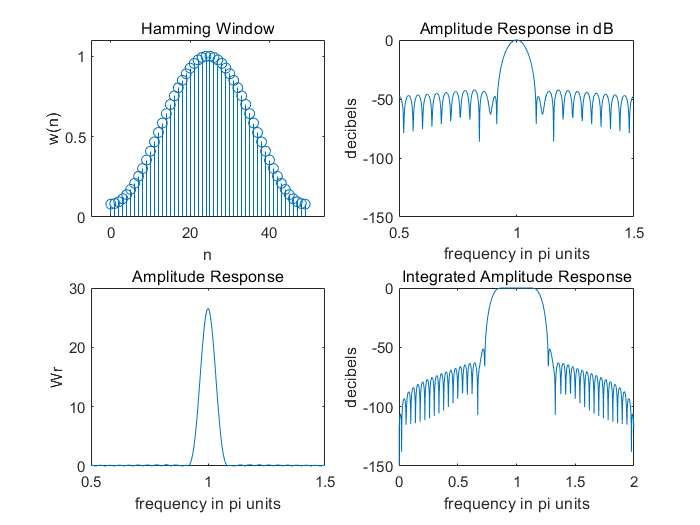 Hamming Window
1
0.5
0
w(n)
0 20 40
n
Amplitude Response in dB
0
-50
-100
-150
decibels
0.5 1 1.5
frequency in pi units
Amplitude Response
30
20
10
0
Wr
0.5 1 1.5
frequency in pi units
Integrated Amplitude Response
0
-50
-100
-150
decibels
0 0.5 1 1.5 2
frequency in pi units